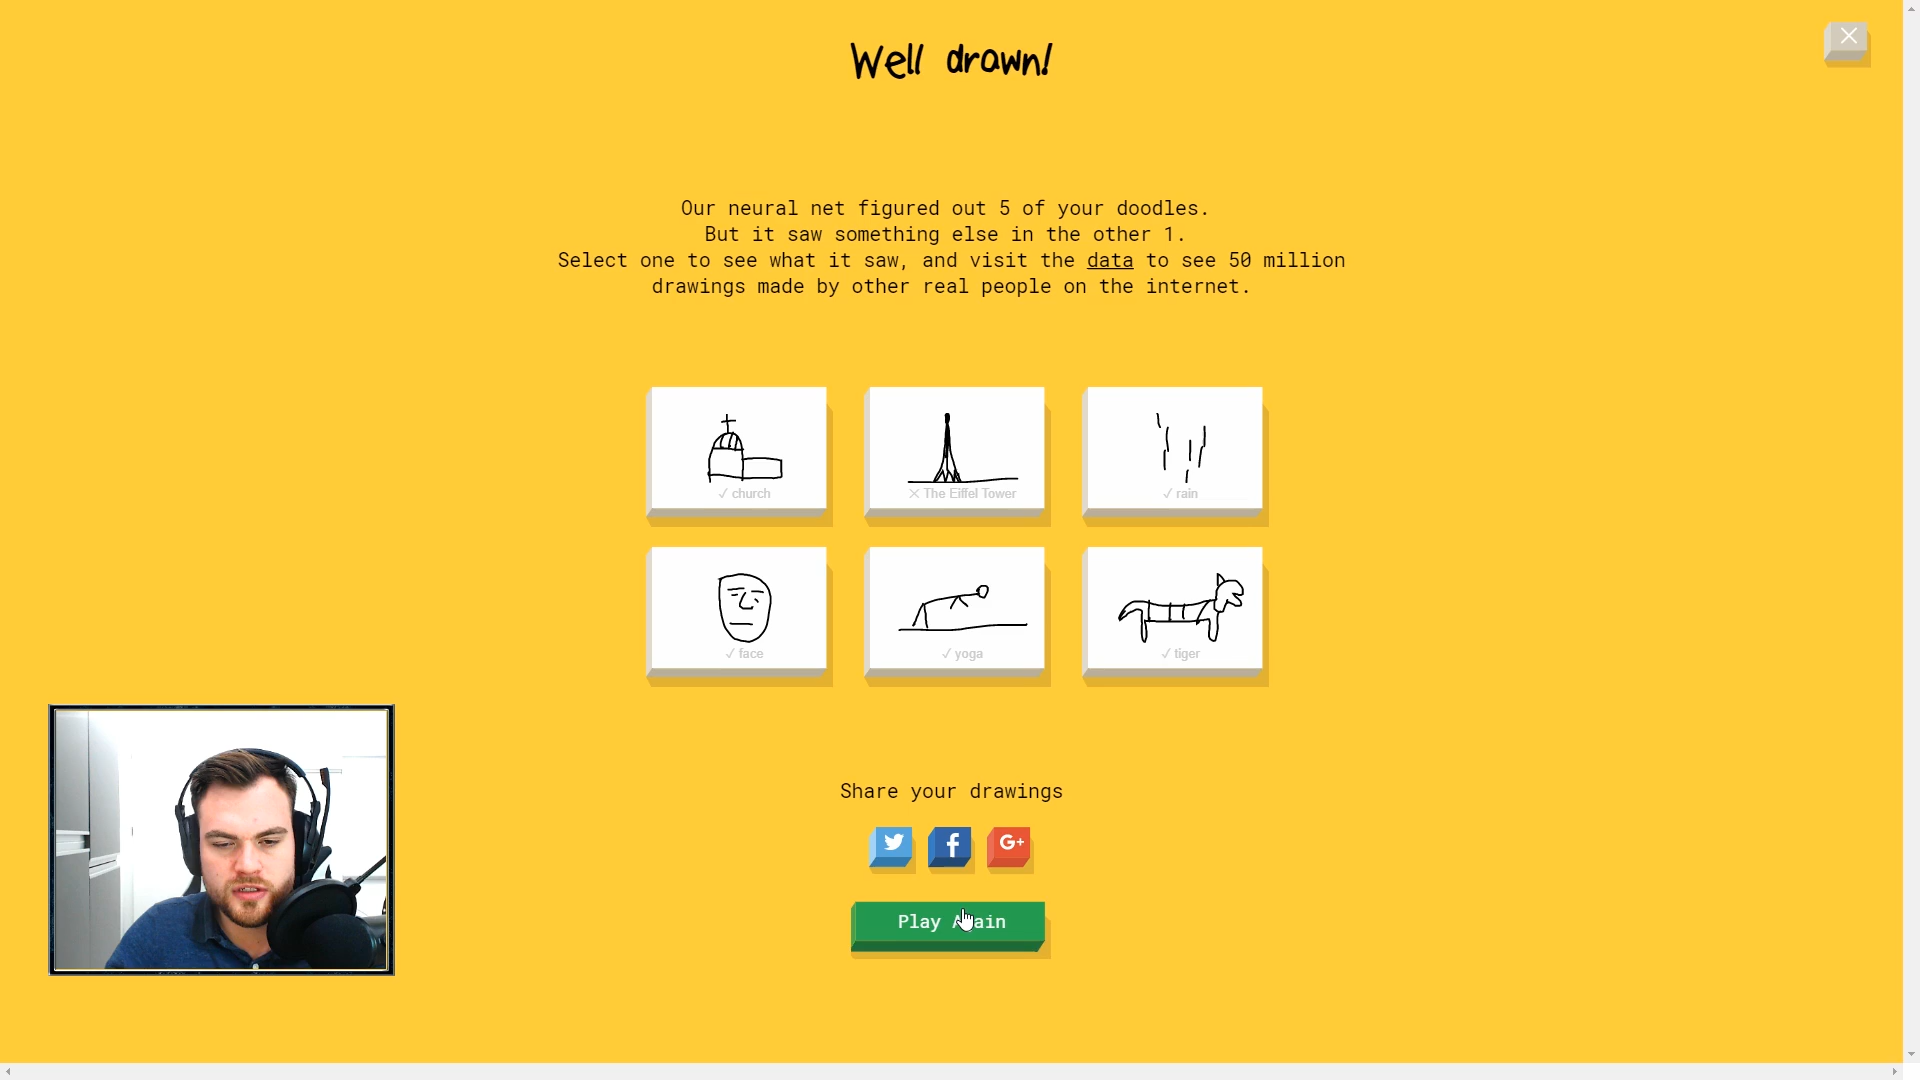 Well drawn!
Our neural net figured out 5 of your doodles.
But it saw something else in the other 1.
Select one to see what it saw, and visit the data to see 50 million
drawings made by other real people on the internet.
✓ church
✕ The Eiffel Tower
✓ rain
✓ face
✓ yoga
✓ tiger
Share your drawings
G+
Play Again